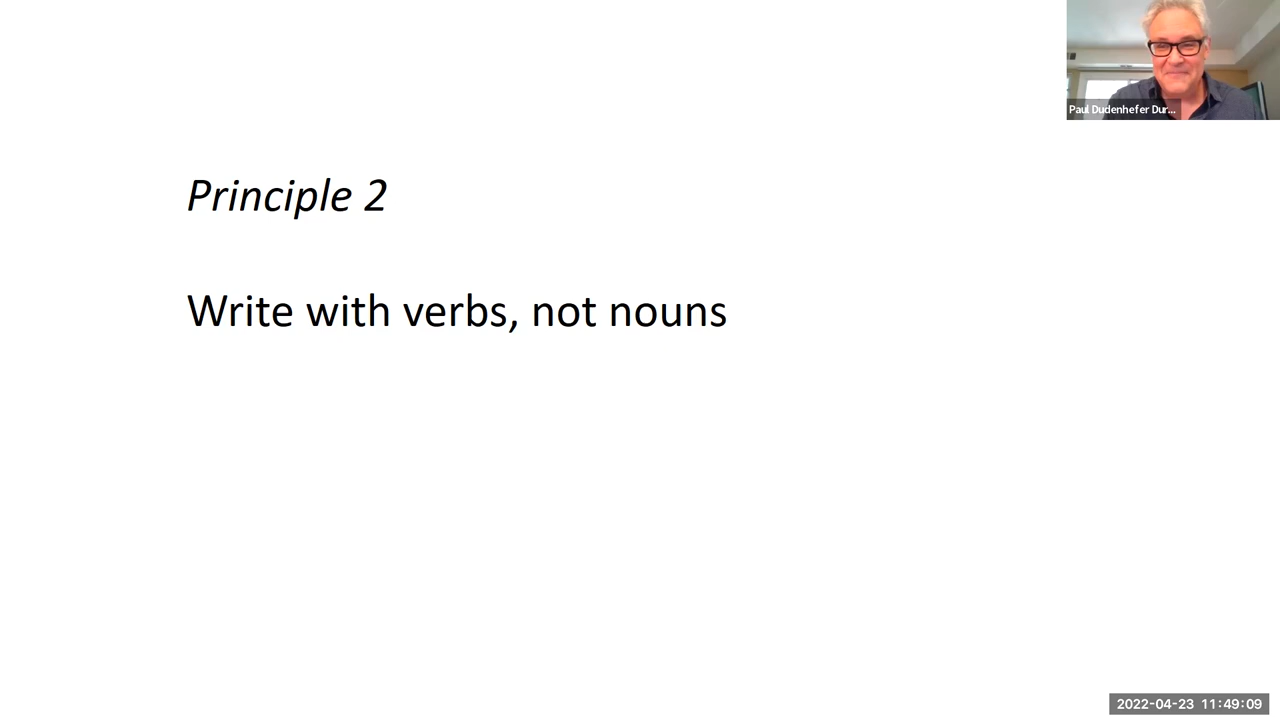 Paul Dudenhefer Dur...
Principle 2
Write with verbs, not nouns
2022-04-23 11:49:09